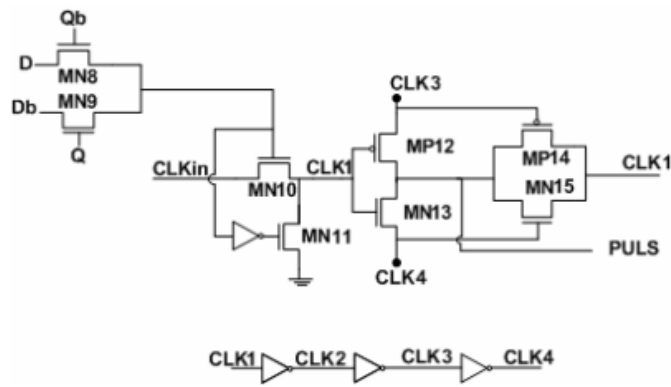 Qb
D
MN8
MN9
Db
Q
CLKin
MN10
CLK1
MN11
CLK3
MP12
MN13
CLK4
MP14
MN15
CLK1
PULS
CLK1 CLK2 CLK3 CLK4